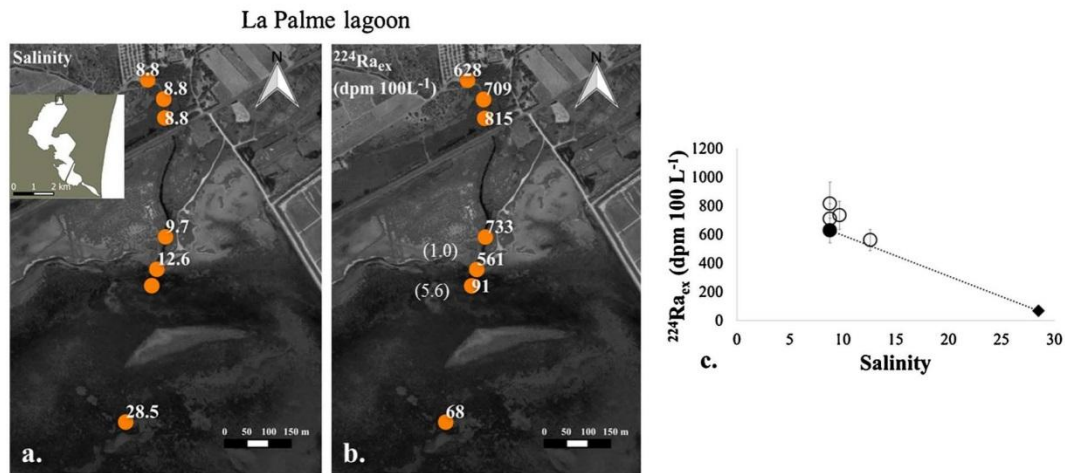 La Palme lagoon
Salinity
N
8.8
8.8
8.8
0 1 2 km
9.7
12.6
28.5
0 50 100 150 m
a.
²²⁴Raₑₓ
(dpm 100L⁻¹)
N
628
709
815
733
(1.0)
561
(5.6)
91
68
0 50 100 150 m
b.
²²⁴Raₑₓ (dpm 100 L⁻¹)
1200
1000
800
600
400
200
0
0 5 10 15 20 25 30
Salinity
c.